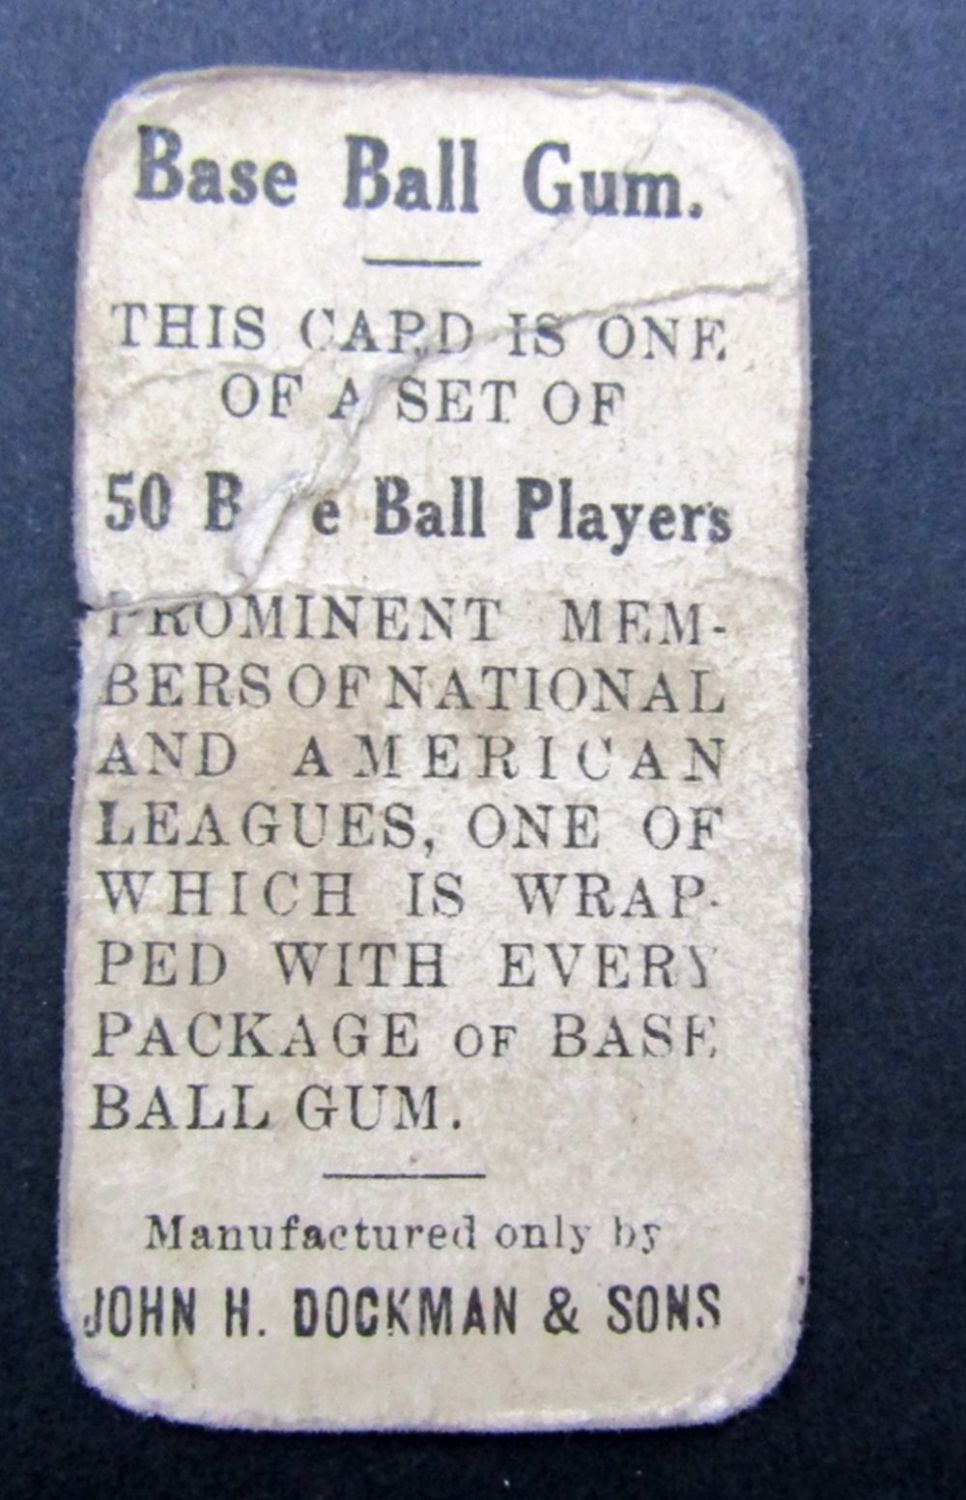 Base Ball Gum.
THIS CARD IS ONE
OF A SET OF
50 B e Ball Players
PROMINENT MEM-
BERS OF NATIONAL
AND AMERICAN
LEAGUES, ONE OF
WHICH IS WRAP-
PED WITH EVERY
PACKAGE OF BASE
BALL GUM.
Manufactured only by
JOHN H. DOCKMAN & SONS